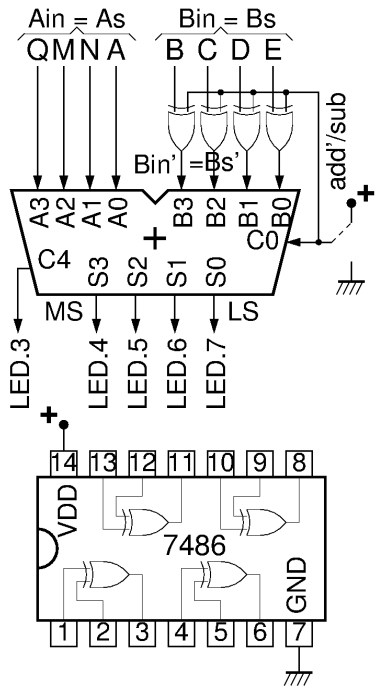 Ain = As Bin = Bs
Q M N A B C D E
Bin' =Bs'
add'/sub
+
A3 A2 A1 A0 B3 B2 B1 B0
+
C0
C4
S3 S2 S1 S0
MS LS
LED.3 LED.4 LED.5 LED.6 LED.7
+
14 13 12 11 10 9 8
VDD
7486
GND
1 2 3 4 5 6 7